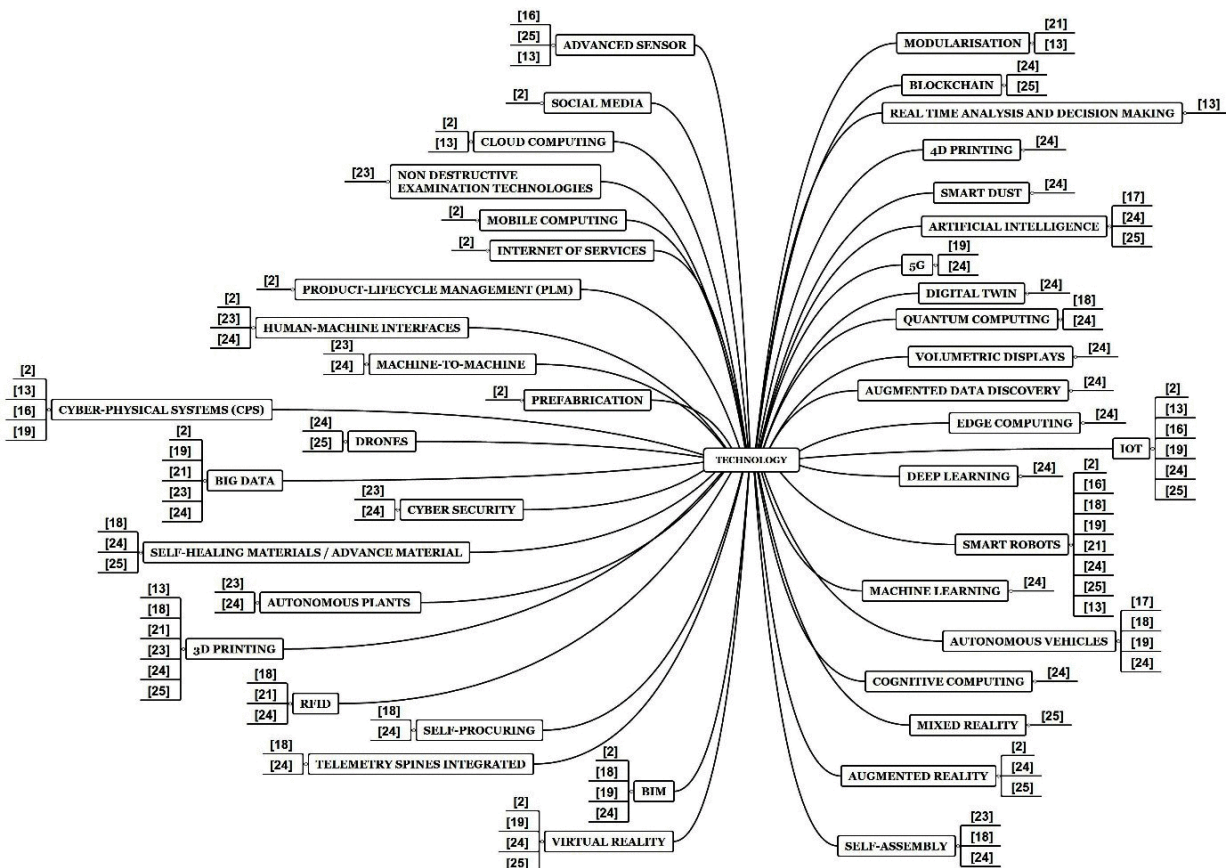 TECHNOLOGY
[16]
[25]
[13]
ADVANCED SENSOR
[2]
SOCIAL MEDIA
[2]
[13]
CLOUD COMPUTING
[23]
NON DESTRUCTIVE
EXAMINATION TECHNOLOGIES
[2]
MOBILE COMPUTING
[2]
INTERNET OF SERVICES
[2]
PRODUCT-LIFECYCLE MANAGEMENT (PLM)
[2]
[23]
[24]
HUMAN-MACHINE INTERFACES
[23]
[24]
MACHINE-TO-MACHINE
[2]
PREFABRICATION
[2]
[13]
[16]
[19]
CYBER-PHYSICAL SYSTEMS (CPS)
[24]
[25]
DRONES
[2]
[19]
[21]
[23]
[24]
BIG DATA
[23]
[24]
CYBER SECURITY
[18]
[24]
[25]
SELF-HEALING MATERIALS / ADVANCE MATERIAL
[23]
[24]
AUTONOMOUS PLANTS
[13]
[18]
[21]
[23]
[24]
[25]
3D PRINTING
[18]
[21]
[24]
RFID
[18]
[24]
SELF-PROCURING
[18]
[24]
TELEMETRY SPINES INTEGRATED
[2]
[18]
[19]
[24]
BIM
[2]
[19]
[24]
[25]
VIRTUAL REALITY
MODULARISATION
[21]
[13]
BLOCKCHAIN
[24]
[25]
REAL TIME ANALYSIS AND DECISION MAKING
[13]
4D PRINTING
[24]
SMART DUST
[24]
ARTIFICIAL INTELLIGENCE
[17]
[24]
[25]
5G
[19]
[24]
DIGITAL TWIN
[24]
QUANTUM COMPUTING
[18]
[24]
VOLUMETRIC DISPLAYS
[24]
AUGMENTED DATA DISCOVERY
[24]
EDGE COMPUTING
[24]
IOT
[2]
[13]
[16]
[19]
[24]
[25]
DEEP LEARNING
[24]
SMART ROBOTS
[2]
[16]
[18]
[19]
[21]
[24]
[25]
[13]
MACHINE LEARNING
[24]
AUTONOMOUS VEHICLES
[17]
[18]
[19]
[24]
COGNITIVE COMPUTING
[24]
MIXED REALITY
[25]
AUGMENTED REALITY
[2]
[24]
[25]
SELF-ASSEMBLY
[23]
[18]
[24]